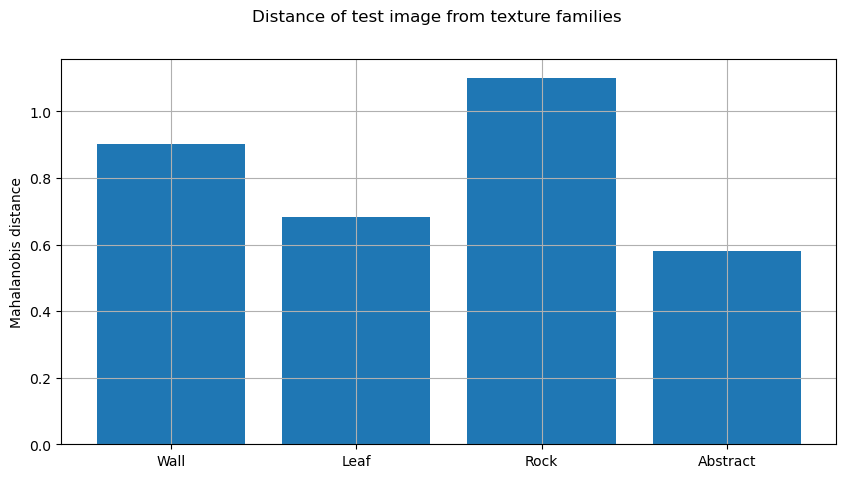 Distance of test image from texture families
Mahalanobis distance
1.0
0.8
0.6
0.4
0.2
0.0
Wall Leaf Rock Abstract